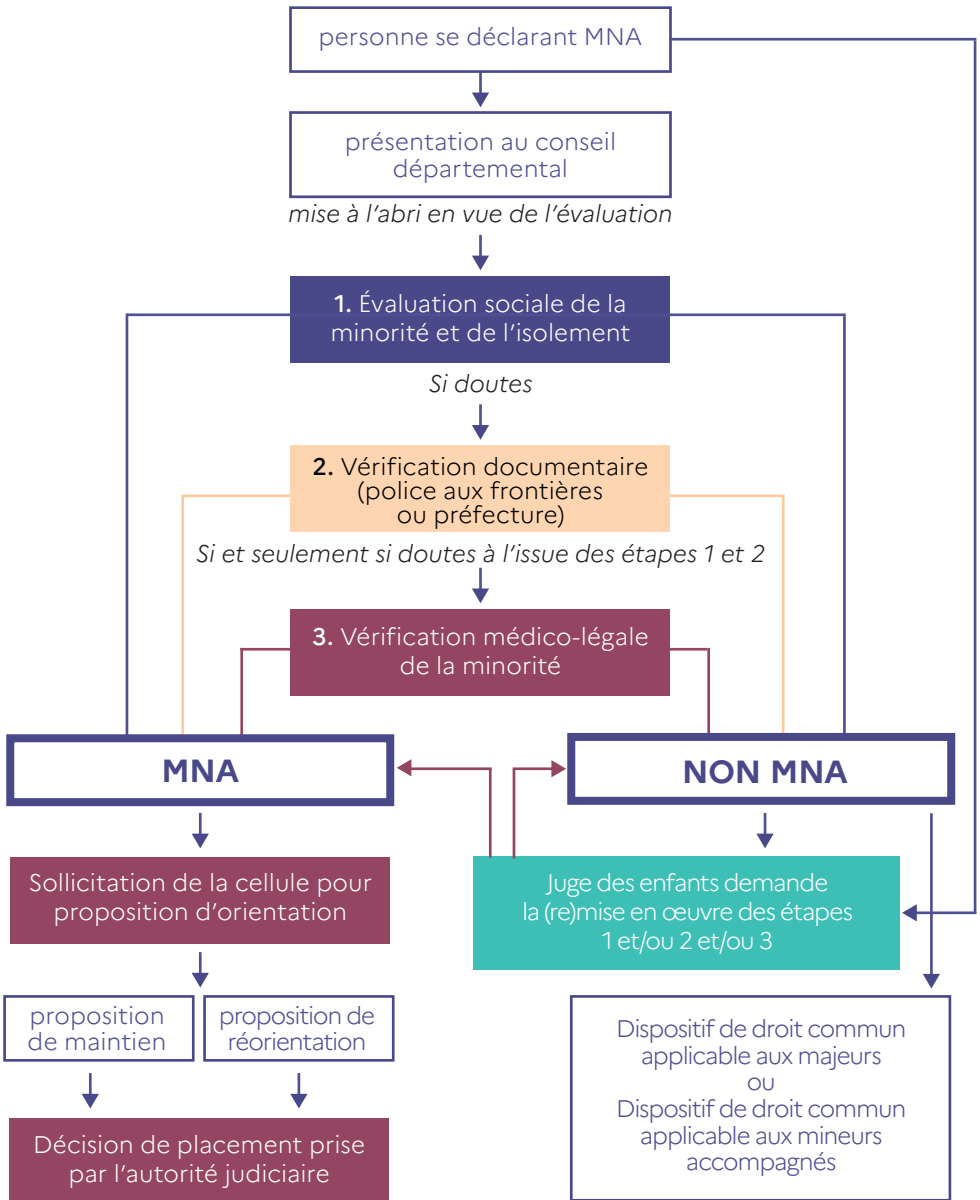 personne se déclarant MNA
présentation au conseil
départemental
mise à l’abri en vue de l’évaluation
1. Évaluation sociale de la
minorité et de l’isolement
Si doutes
2. Vérification documentaire
(police aux frontières
ou préfecture)
Si et seulement si doutes à l’issue des étapes 1 et 2
3. Vérification médico-légale
de la minorité
MNA
NON MNA
Sollicitation de la cellule pour
proposition d’orientation
Juge des enfants demande
la (re)mise en œuvre des étapes
1 et/ou 2 et/ou 3
proposition
de maintien
proposition de
réorientation
Décision de placement prise
par l’autorité judiciaire
Dispositif de droit commun
applicable aux majeurs
ou
Dispositif de droit commun
applicable aux mineurs
accompagnés